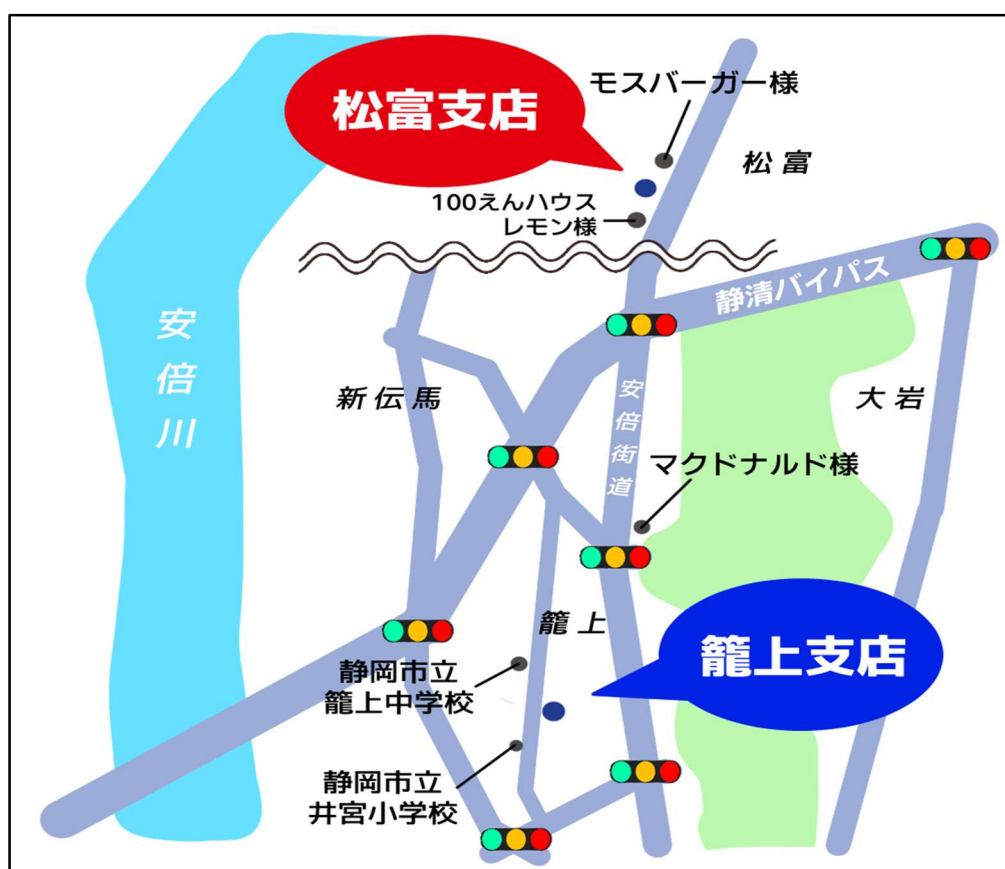 モスバーガー様
松富支店
松富
100えんハウス
レモン様
静清バイパス
安倍川
新伝馬
安倍街道
大岩
マクドナルド様
籠上
籠上支店
静岡市立
籠上中学校
静岡市立
井宮小学校